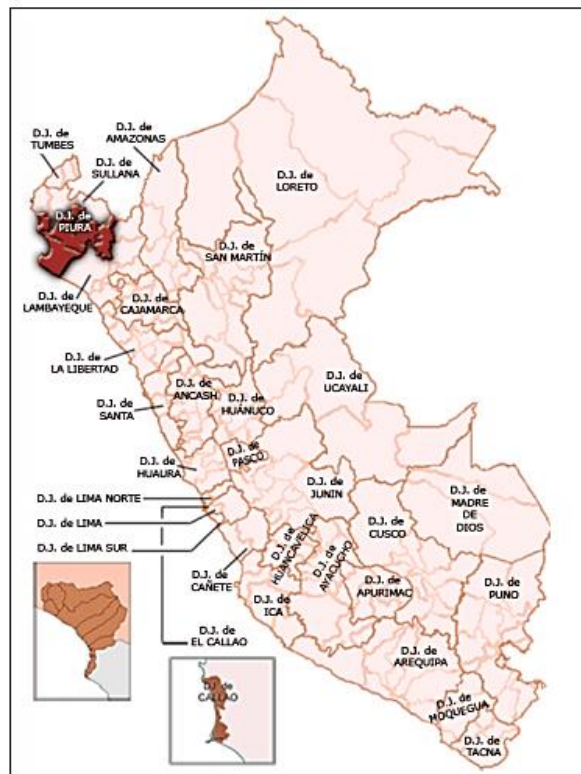 D.J. de
TUMBES
D.J. de
AMAZONAS
D.J. de
SULLANA
D.J. de
LORETO
D.J. de
PIURA
D.J. de
SAN MARTÍN
D.J. de
LAMBAYEQUE
D.J. de
CAJAMARCA
D.J. de
LA LIBERTAD
D.J. de
UCAYALI
D.J. de
ANCASH
D.J. de
HUÁNUCO
D.J. de
SANTA
D.J. de
PASCO
D.J. de
HUAURA
D.J. de
JUNIN
D.J. de
MADRE
DE
DIOS
D.J. de LIMA NORTE
D.J. de LIMA
D.J. de LIMA SUR
D.J. de
CUSCO
D.J. de
HUANCAVELICA
D.J. de
AYACUCHO
D.J. de
CAÑETE
D.J. de
APURIMAC
D.J. de
PUNO
D.J. de
ICA
D.J. de
EL CALLAO
D.J. de
AREQUIPA
D.J. de
CALLAO
D.J. de
MOQUEGUA
D.J. de
TACNA